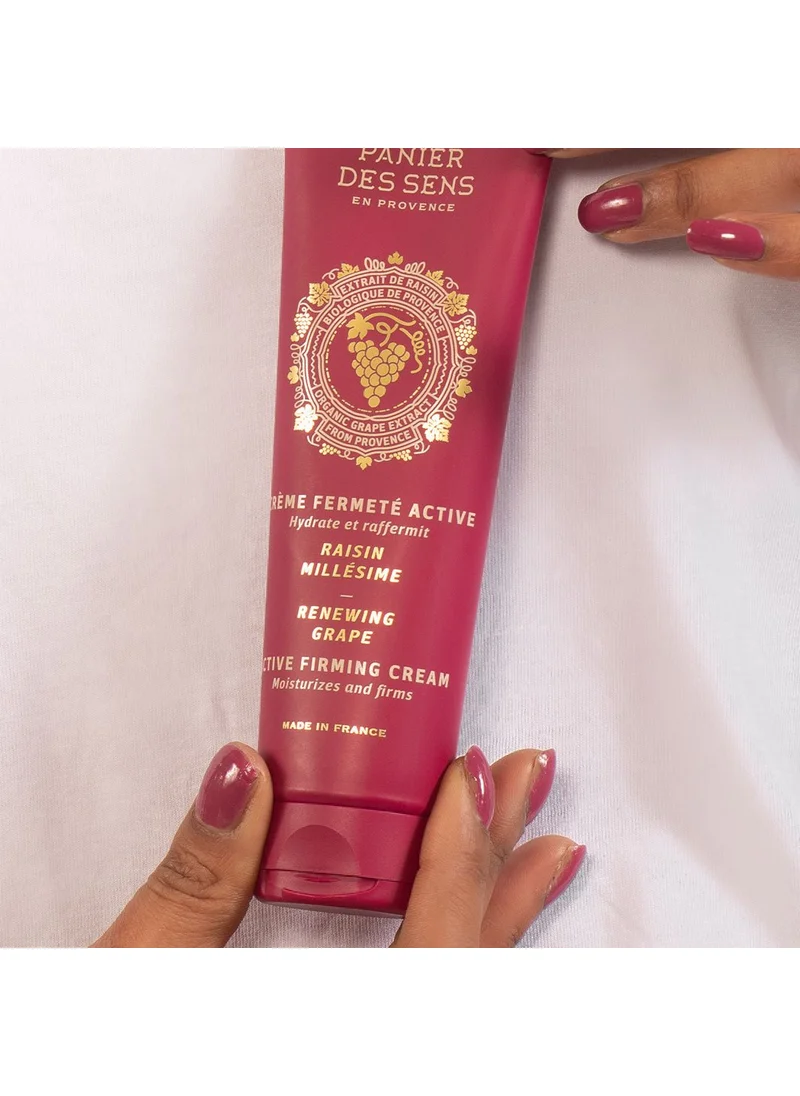 PANIER
DES SENS
EN PROVENCE
EXTRAIT DE RAISIN
BIOLOGIQUE DE PROVENCE
ORGANIC GRAPE EXTRACT
FROM PROVENCE
RÈME FERMETÉ ACTIVE
Hydrate et raffermit
RAISIN
MILLÉSIME
—
RENEWING
GRAPE
CTIVE FIRMING CREAM
Moisturizes and firms
MADE IN FRANCE